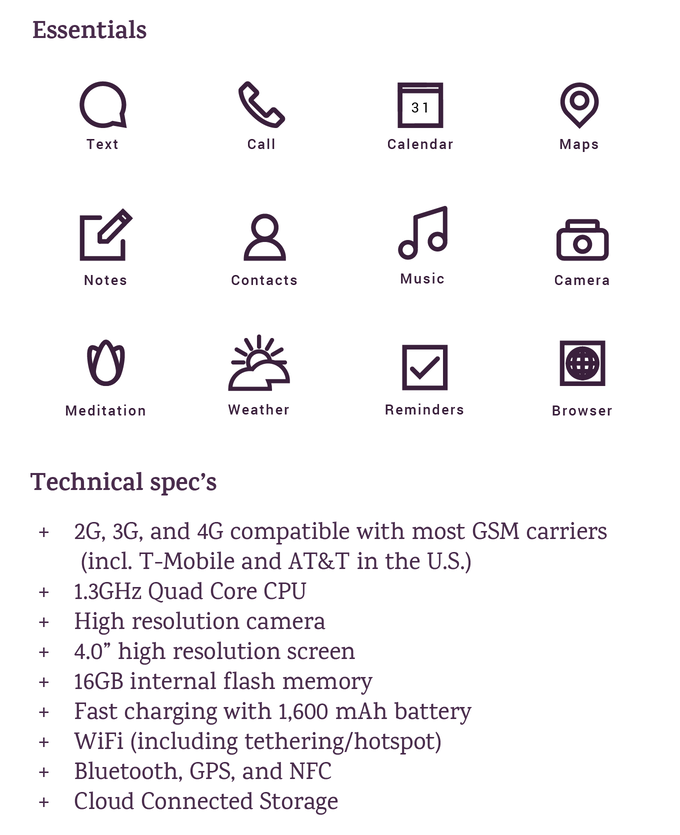 Essentials
31
Text Call Calendar Maps
Notes Contacts Music Camera
Meditation Weather Reminders Browser
Technical spec’s
+ 2G, 3G, and 4G compatible with most GSM carriers
(incl. T-Mobile and AT&T in the U.S.)
+ 1.3GHz Quad Core CPU
+ High resolution camera
+ 4.0” high resolution screen
+ 16GB internal flash memory
+ Fast charging with 1,600 mAh battery
+ WiFi (including tethering/hotspot)
+ Bluetooth, GPS, and NFC
+ Cloud Connected Storage